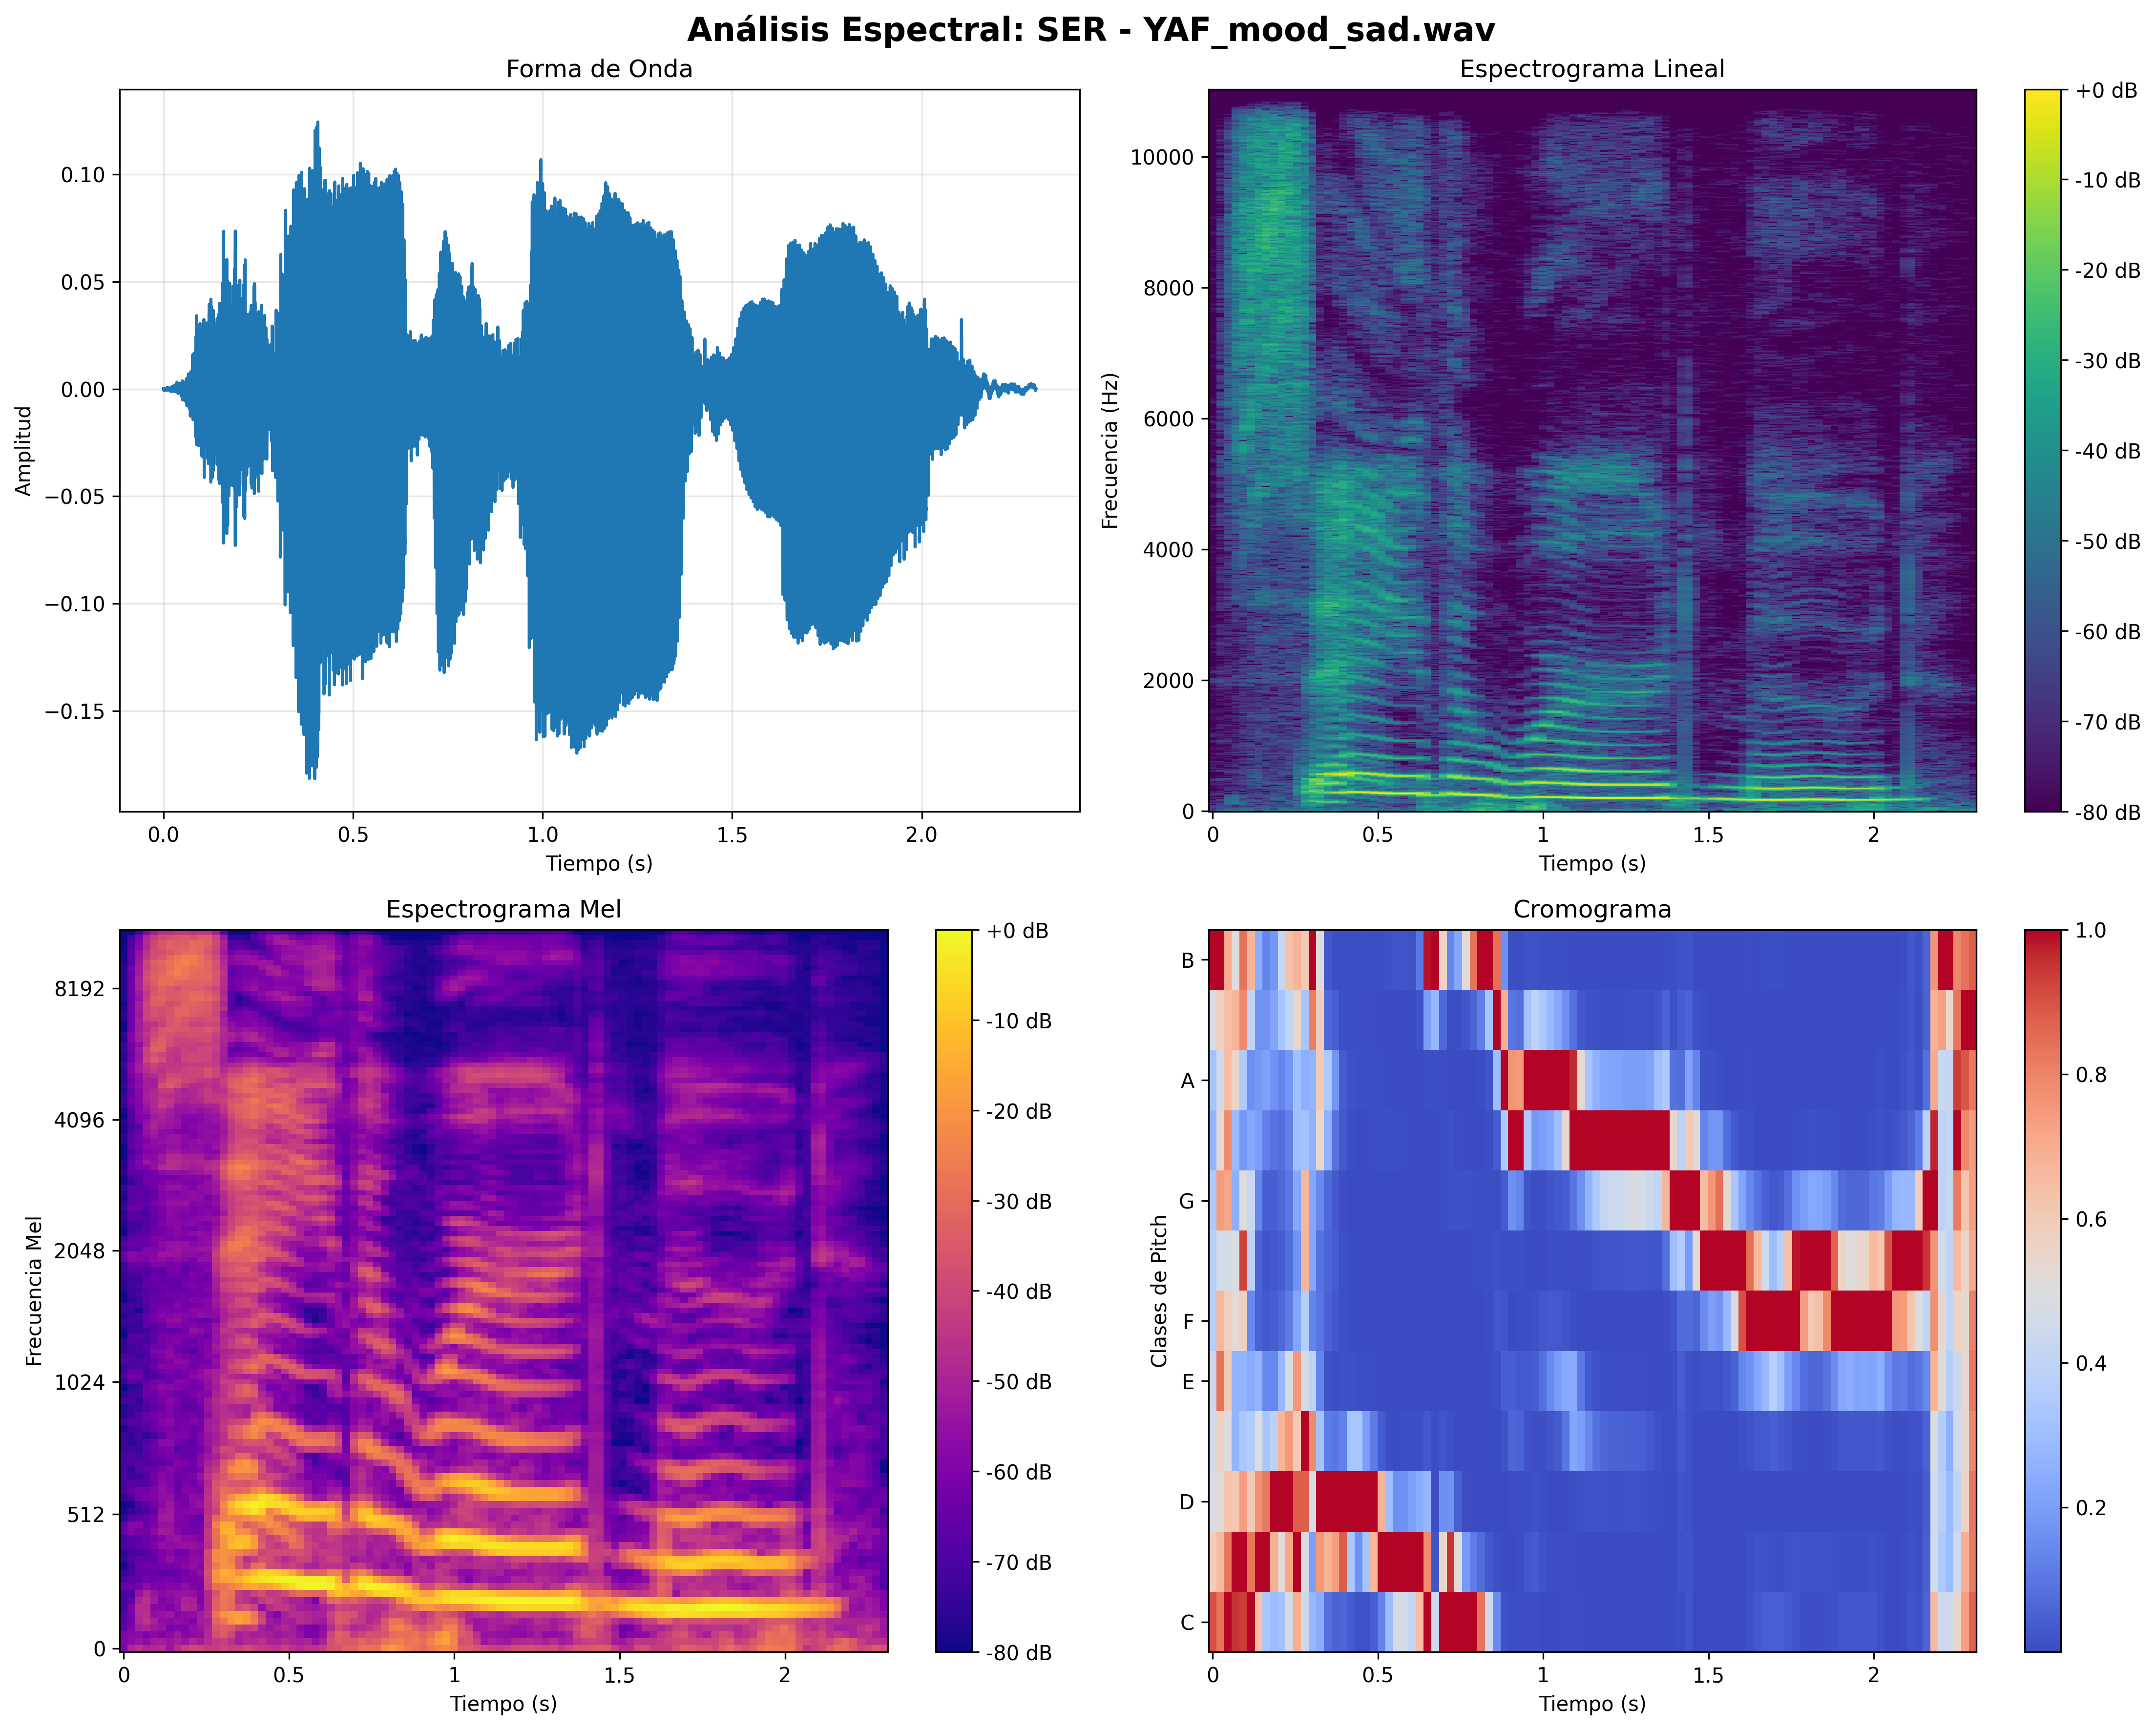 Análisis Espectral: SER - YAF_mood_sad.wav
Forma de Onda
Amplitud
0.10
0.05
0.00
−0.05
−0.10
−0.15
0.0
0.5
1.0
1.5
2.0
Tiempo (s)
Espectrograma Lineal
Frecuencia (Hz)
10000
8000
6000
4000
2000
0
0
0.5
1
1.5
2
Tiempo (s)
+0 dB
-10 dB
-20 dB
-30 dB
-40 dB
-50 dB
-60 dB
-70 dB
-80 dB
Espectrograma Mel
Frecuencia Mel
8192
4096
2048
1024
512
0
0
0.5
1
1.5
2
Tiempo (s)
+0 dB
-10 dB
-20 dB
-30 dB
-40 dB
-50 dB
-60 dB
-70 dB
-80 dB
Cromograma
Clases de Pitch
B
A
G
F
E
D
C
0
0.5
1
1.5
2
Tiempo (s)
1.0
0.8
0.6
0.4
0.2